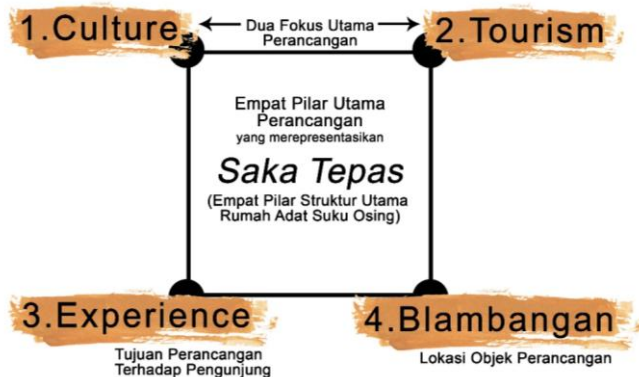 1.Culture
Dua Fokus Utama
Perancangan
2.Tourism
Empat Pilar Utama
Perancangan
yang merepresentasikan
Saka Tepas
(Empat Pilar Struktur Utama
Rumah Adat Suku Osing)
3.Experience
Tujuan Perancangan
Terhadap Pengunjung
4.Blambangan
Lokasi Objek Perancangan